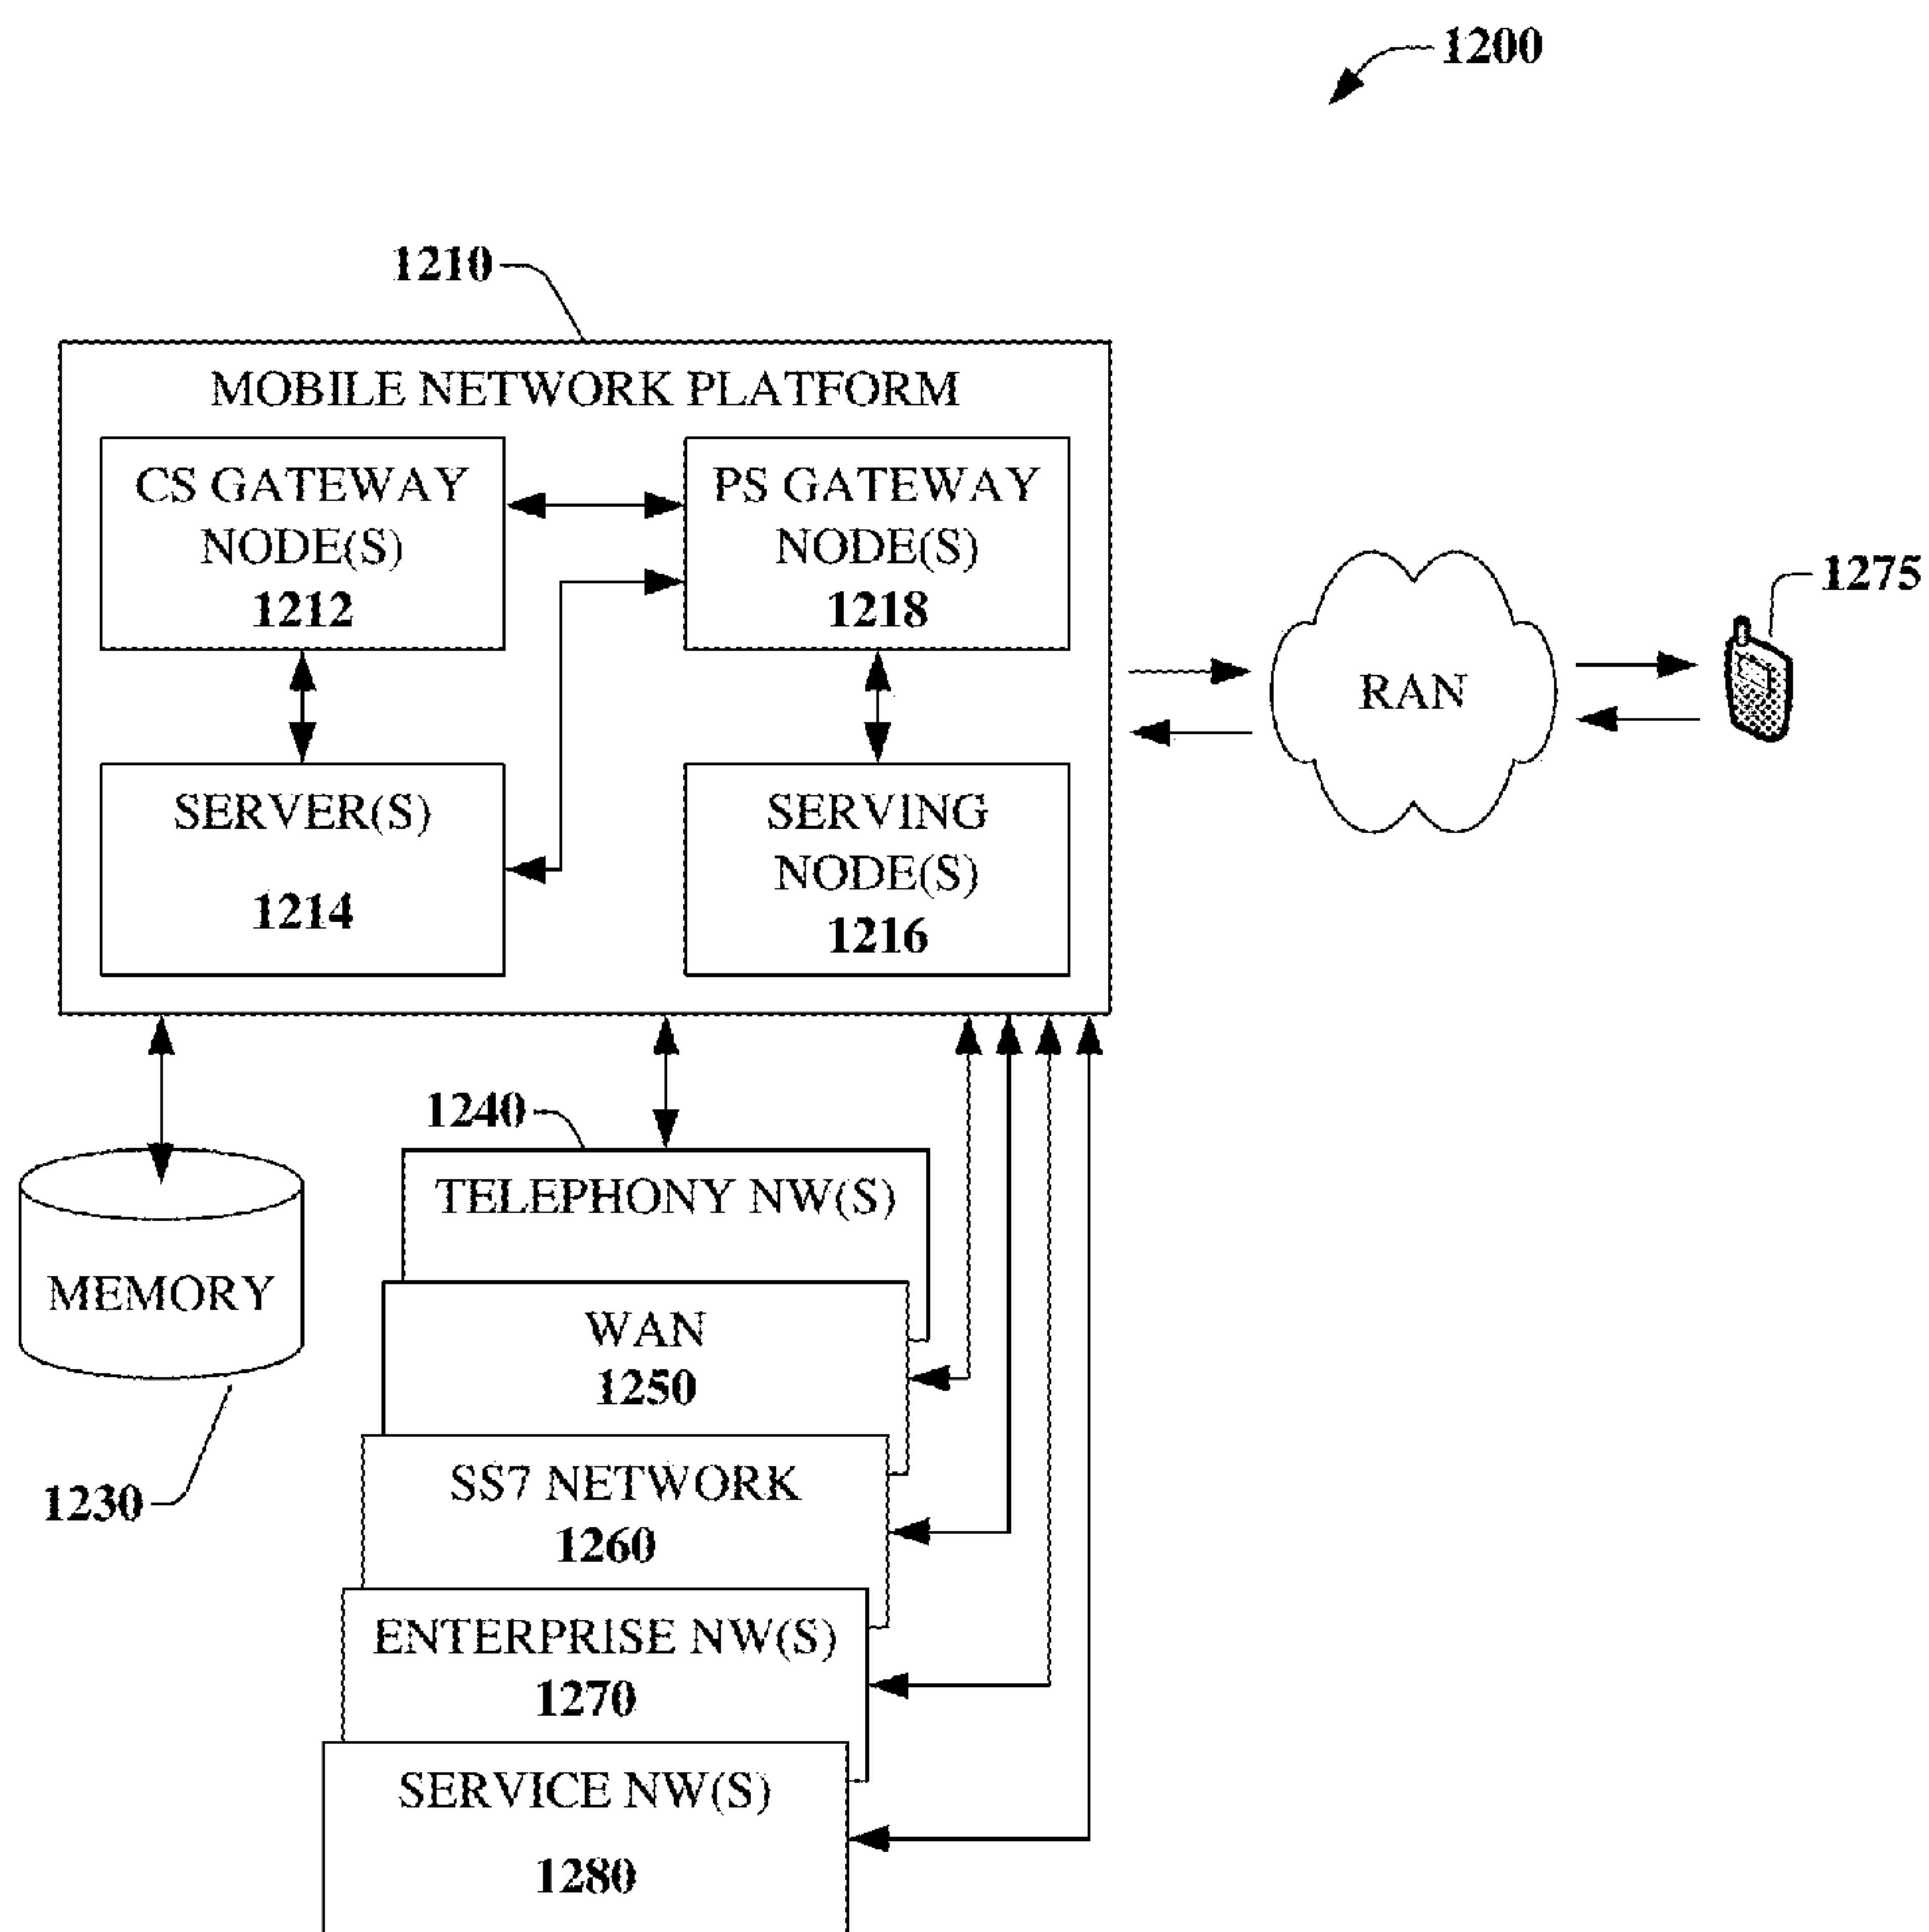 1200
1210
MOBILE NETWORK PLATFORM
CS GATEWAY
NODE(S)
1212
PS GATEWAY
NODE(S)
1218
SERVER(S)
1214
SERVING
NODE(S)
1216
RAN
1275
1240
TELEPHONY NW(S)
MEMORY
1230
WAN
1250
SS7 NETWORK
1260
ENTERPRISE NW(S)
1270
SERVICE NW(S)
1280